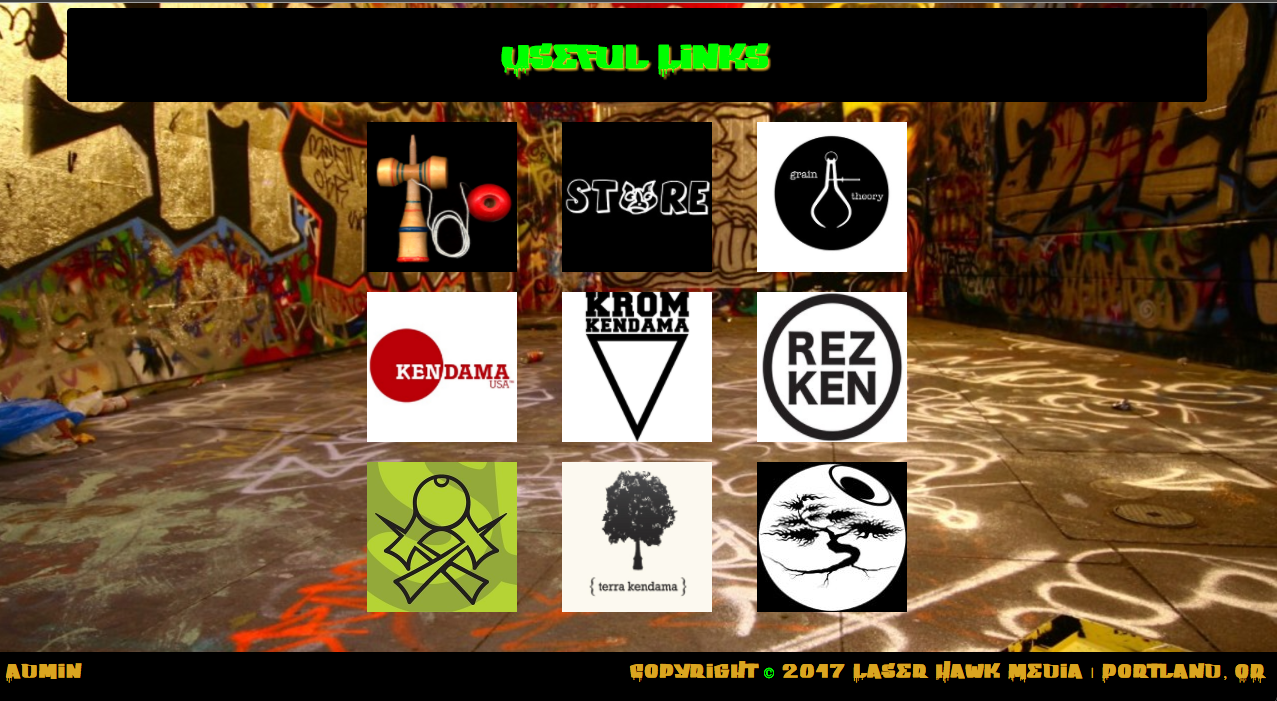 USEFUL LINKS
STORE
grain
theory
KROM
KENDAMA
KENDAMA
USA™
REZ
KEN
{ terra kendama }
ADMIN
COPYRIGHT © 2017 LASER HAWK MEDIA | PORTLAND, OR